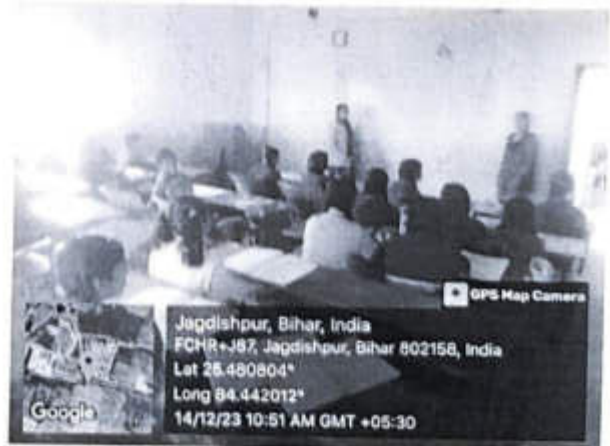 GPS Map Camera
Jagdishpur, Bihar, India
FCHR+J87, Jagdishpur, Bihar 802158, India
Lat 25.480804°
Long 84.442012°
14/12/23 10:51 AM GMT +05:30
Google